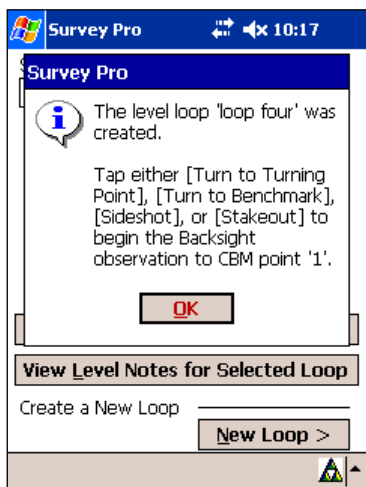 Survey Pro 10:17
Survey Pro
The level loop 'loop four' was
created.
Tap either [Turn to Turning
Point], [Turn to Benchmark],
[Sideshot], or [Stakeout] to
begin the Backsight
observation to CBM point '1'.
OK
View Level Notes for Selected Loop
Create a New Loop
New Loop >